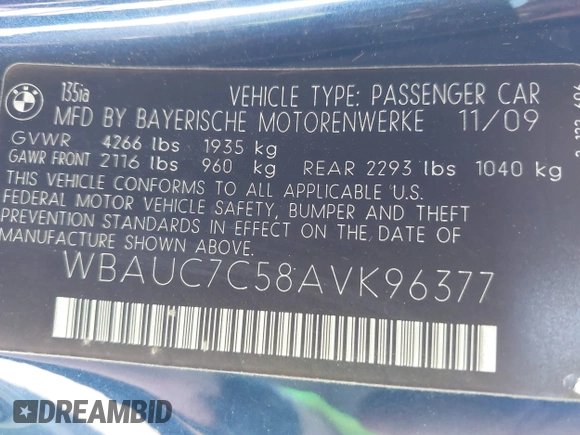 135ia
VEHICLE TYPE: PASSENGER CAR
MFD BY BAYERISCHE MOTORENWERKE 11/09
GVWR 4266 lbs 1935 kg
GAWR FRONT 2116 lbs 960 kg REAR 2293 lbs 1040 kg
THIS VEHICLE CONFORMS TO ALL APPLICABLE U.S.
FEDERAL MOTOR VEHICLE SAFETY, BUMPER AND THEFT
PREVENTION STANDARDS IN EFFECT ON THE DATE OF
MANUFACTURE SHOWN ABOVE.
WBAUC7C58AVK96377
DREAMBID